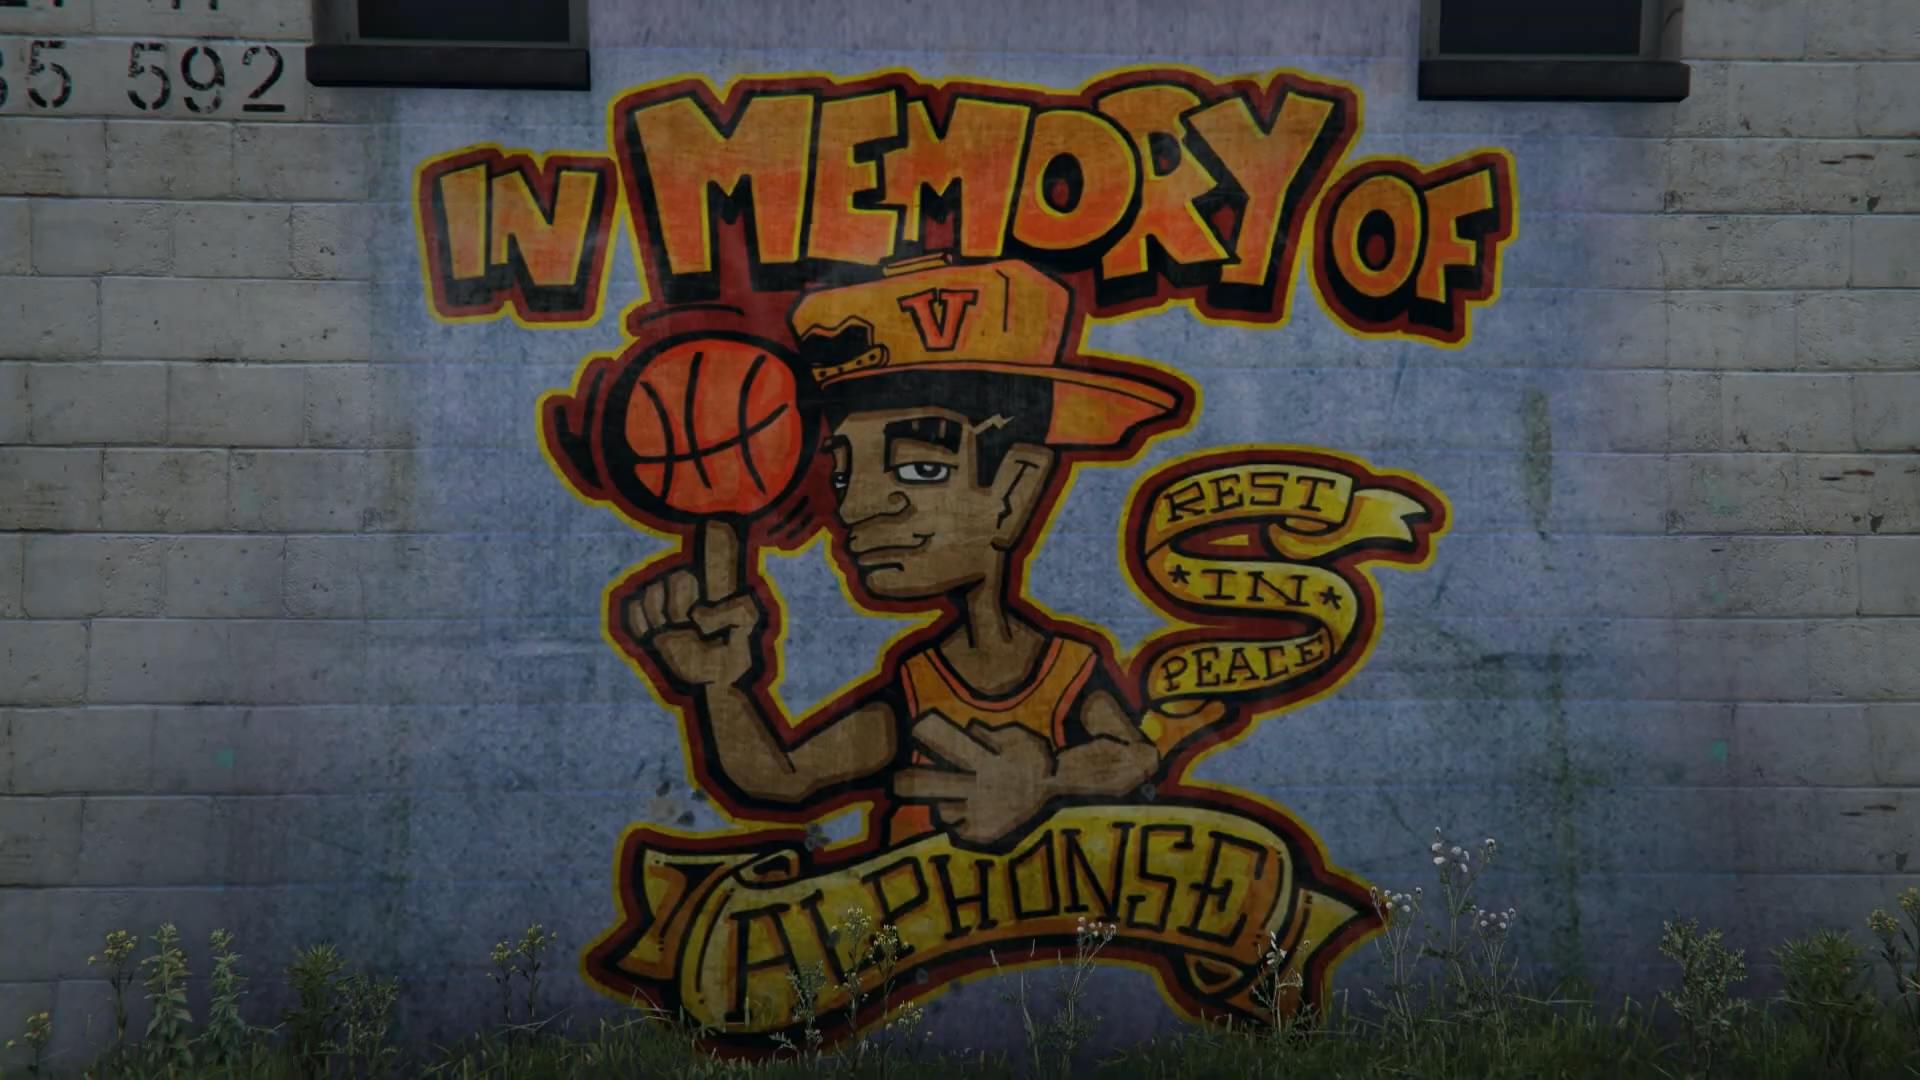 35 592
IN MEMORY OF
V
REST
IN
PEACE
ALPHONSE